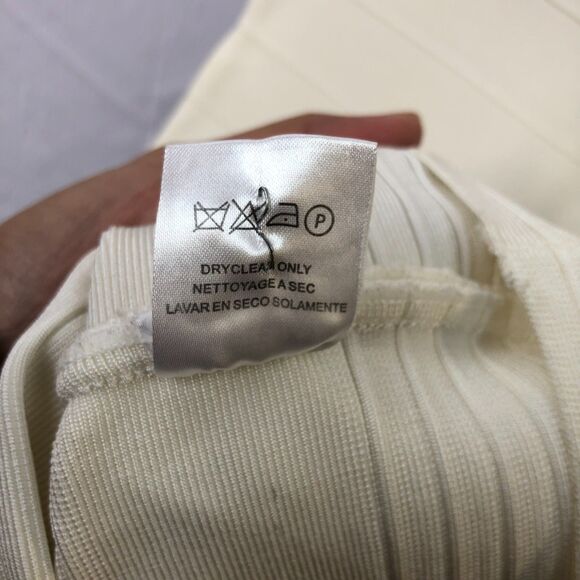 P
DRYCLEAN ONLY
NETTOYAGE A SEC
LAVAR EN SECO SOLAMENTE